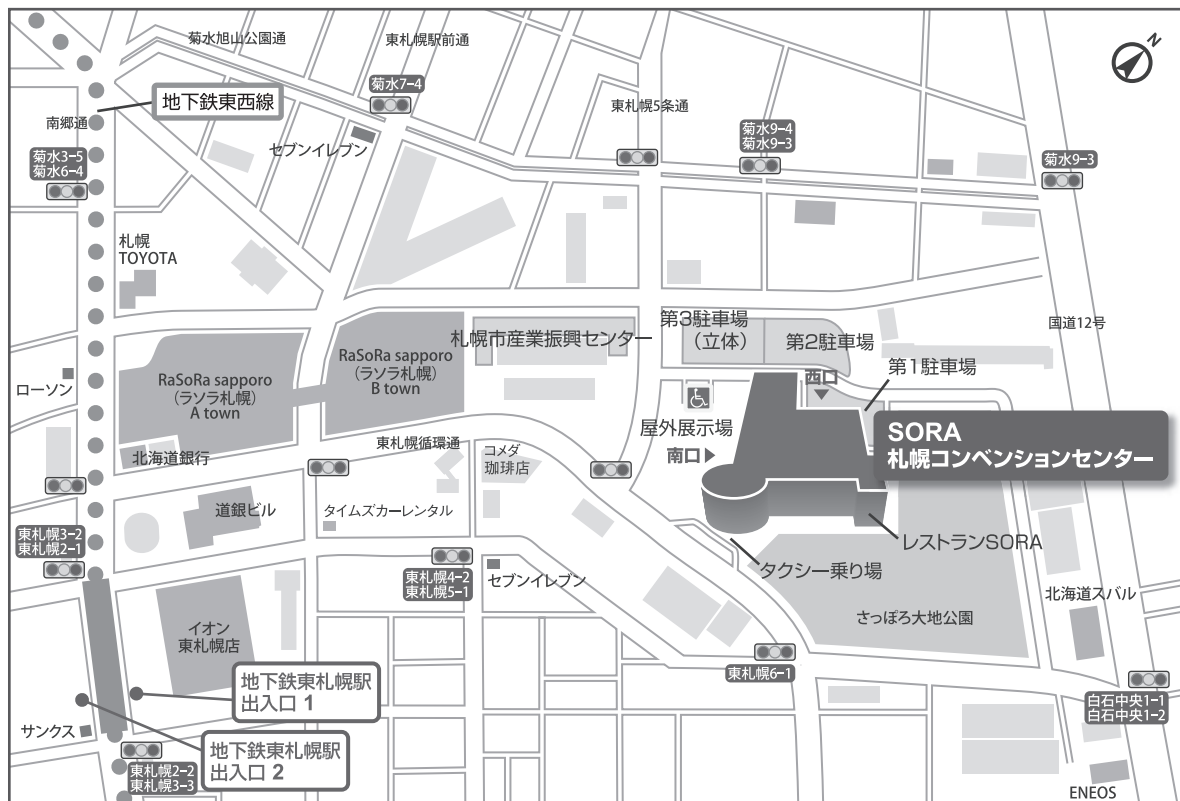 菊水旭山公園通
東札幌駅前通
N
菊水7-4
地下鉄東西線
東札幌5条通
南郷通
菊水9-4
菊水9-3
セブンイレブン
菊水3-5
菊水6-4
菊水9-3
札幌
TOYOTA
第3駐車場
（立体）
国道12号
札幌市産業振興センター
第2駐車場
RaSoRa sapporo
（ラソラ札幌）
B town
第1駐車場
RaSoRa sapporo
（ラソラ札幌）
A town
西口
ローソン
屋外展示場
SORA
札幌コンベンションセンター
東札幌循環通
コメダ
珈琲店
南口
北海道銀行
道銀ビル
タイムズカーレンタル
東札幌3-2
東札幌2-1
レストランSORA
タクシー乗り場
東札幌4-2
東札幌5-1
セブンイレブン
北海道スバル
さっぽろ大地公園
イオン
東札幌店
東札幌6-1
地下鉄東札幌駅
出入口 1
白石中央1-1
白石中央1-2
サンクス
地下鉄東札幌駅
出入口 2
東札幌2-2
東札幌3-3
ENEOS